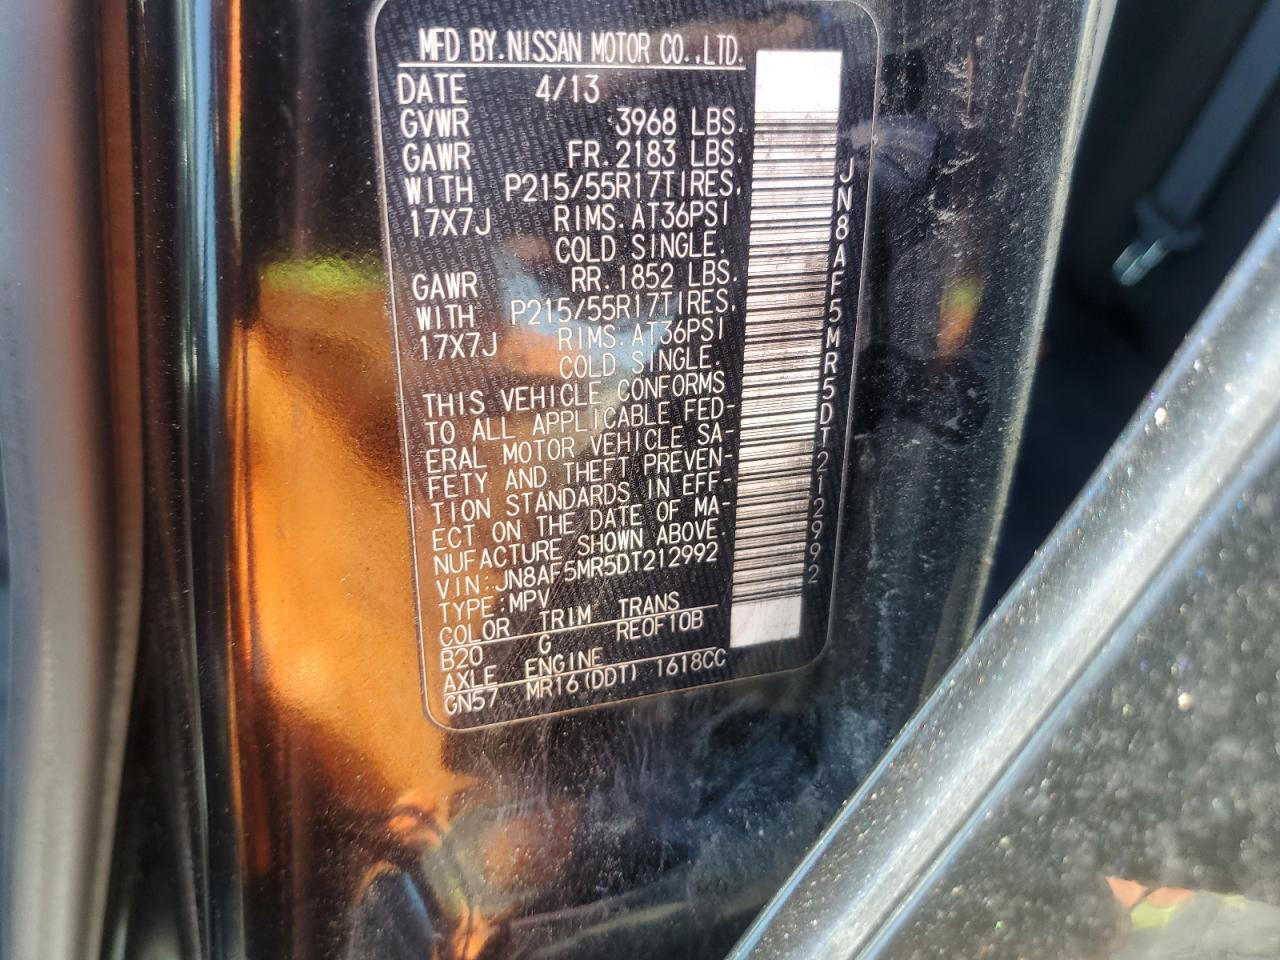 MFD BY.NISSAN MOTOR CO.,LTD.
DATE 4/13
GVWR 3968 LBS.
GAWR FR. 2183 LBS.
WITH P215/55R17TIRES.
17X7J RIMS. AT36PSI
COLD SINGLE.
GAWR RR. 1852 LBS.
WITH P215/55R17TIRES.
17X7J RIMS. AT36PSI
COLD SINGLE.
THIS VEHICLE CONFORMS
TO ALL APPLICABLE FED-
ERAL MOTOR VEHICLE SA-
FETY AND THEFT PREVEN-
TION STANDARDS IN EFF-
ECT ON THE DATE OF MA-
NUFACTURE SHOWN ABOVE.
VIN:JN8AF5MR5DT212992
TYPE:MPV
COLOR TRIM TRANS
B20 G RE0F10B
AXLE ENGINE
GN57 MR16(DDT) 1618CC
JN8AF5MR5DT212992